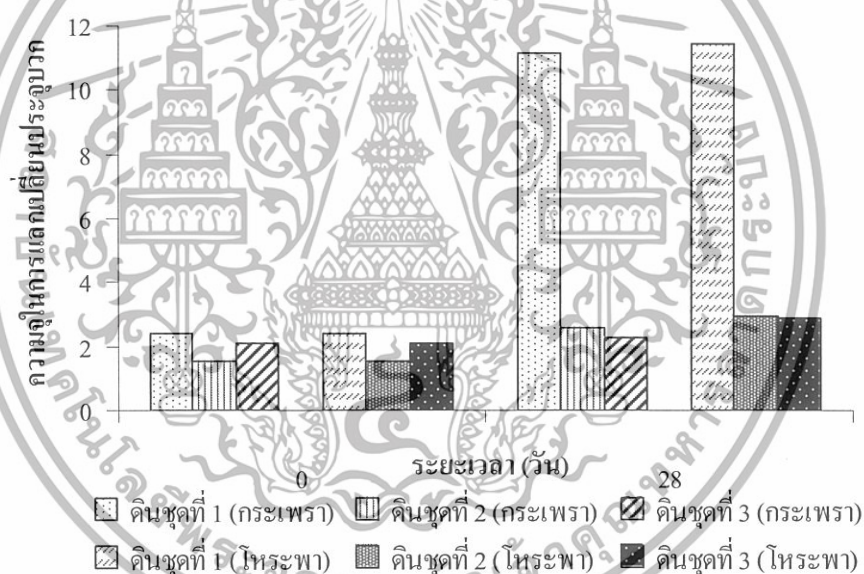 12
10
8
6
4
2
0
ความจุในการแลกเปลี่ยนประจุบวก
0 28
ระยะเวลา (วัน)
ดินชุดที่ 1 (กระเพรา) ดินชุดที่ 2 (กระเพรา) ดินชุดที่ 3 (กระเพรา)
ดินชุดที่ 1 (โหระพา) ดินชุดที่ 2 (โหระพา) ดินชุดที่ 3 (โหระพา)